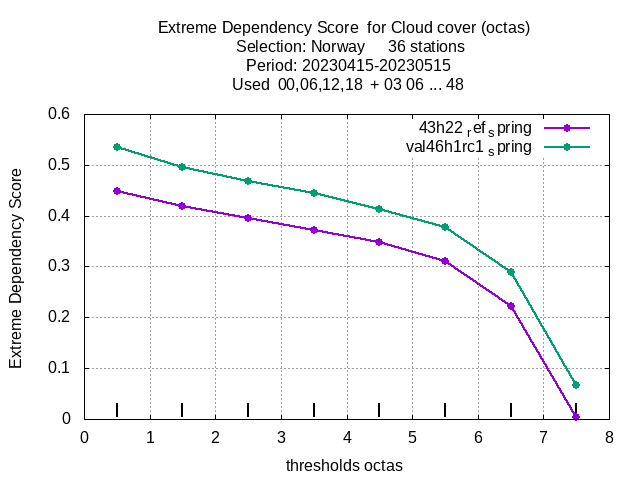 Extreme Dependency Score  for Cloud cover (octas)
Selection: Norway     36 stations
Period: 20230415-20230515
Used  00,06,12,18  + 03 06 ... 48
43h22 ref spring
val46h1rc1 spring
Extreme Dependency Score
0.6
0.5
0.4
0.3
0.2
0.1
0
0 1 2 3 4 5 6 7 8
thresholds octas